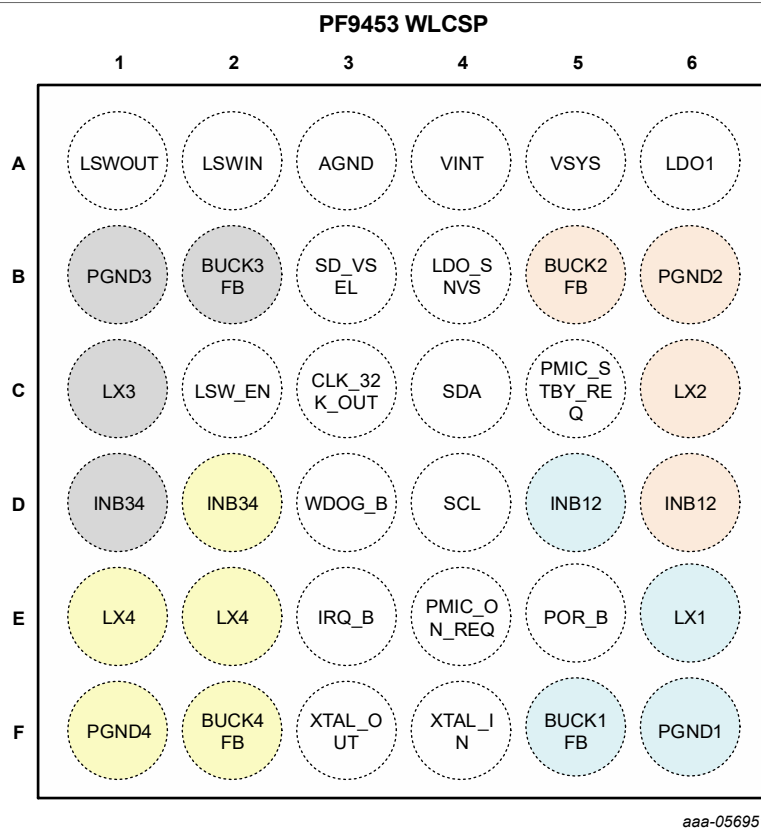 PF9453 WLCSP
1 2 3 4 5 6
A LSWOUT LSWIN AGND VINT VSYS LDO1
B PGND3 BUCK3 SD_VS LDO_S BUCK2 PGND2
FB EL NVS FB
C LX3 LSW_EN CLK_32 SDA PMIC_S LX2
K_OUT TBY_RE
Q
D INB34 INB34 WDOG_B SCL INB12 INB12
E LX4 LX4 IRQ_B PMIC_O POR_B LX1
N_REQ
F PGND4 BUCK4 XTAL_O XTAL_I BUCK1 PGND1
FB UT N FB
aaa-05695